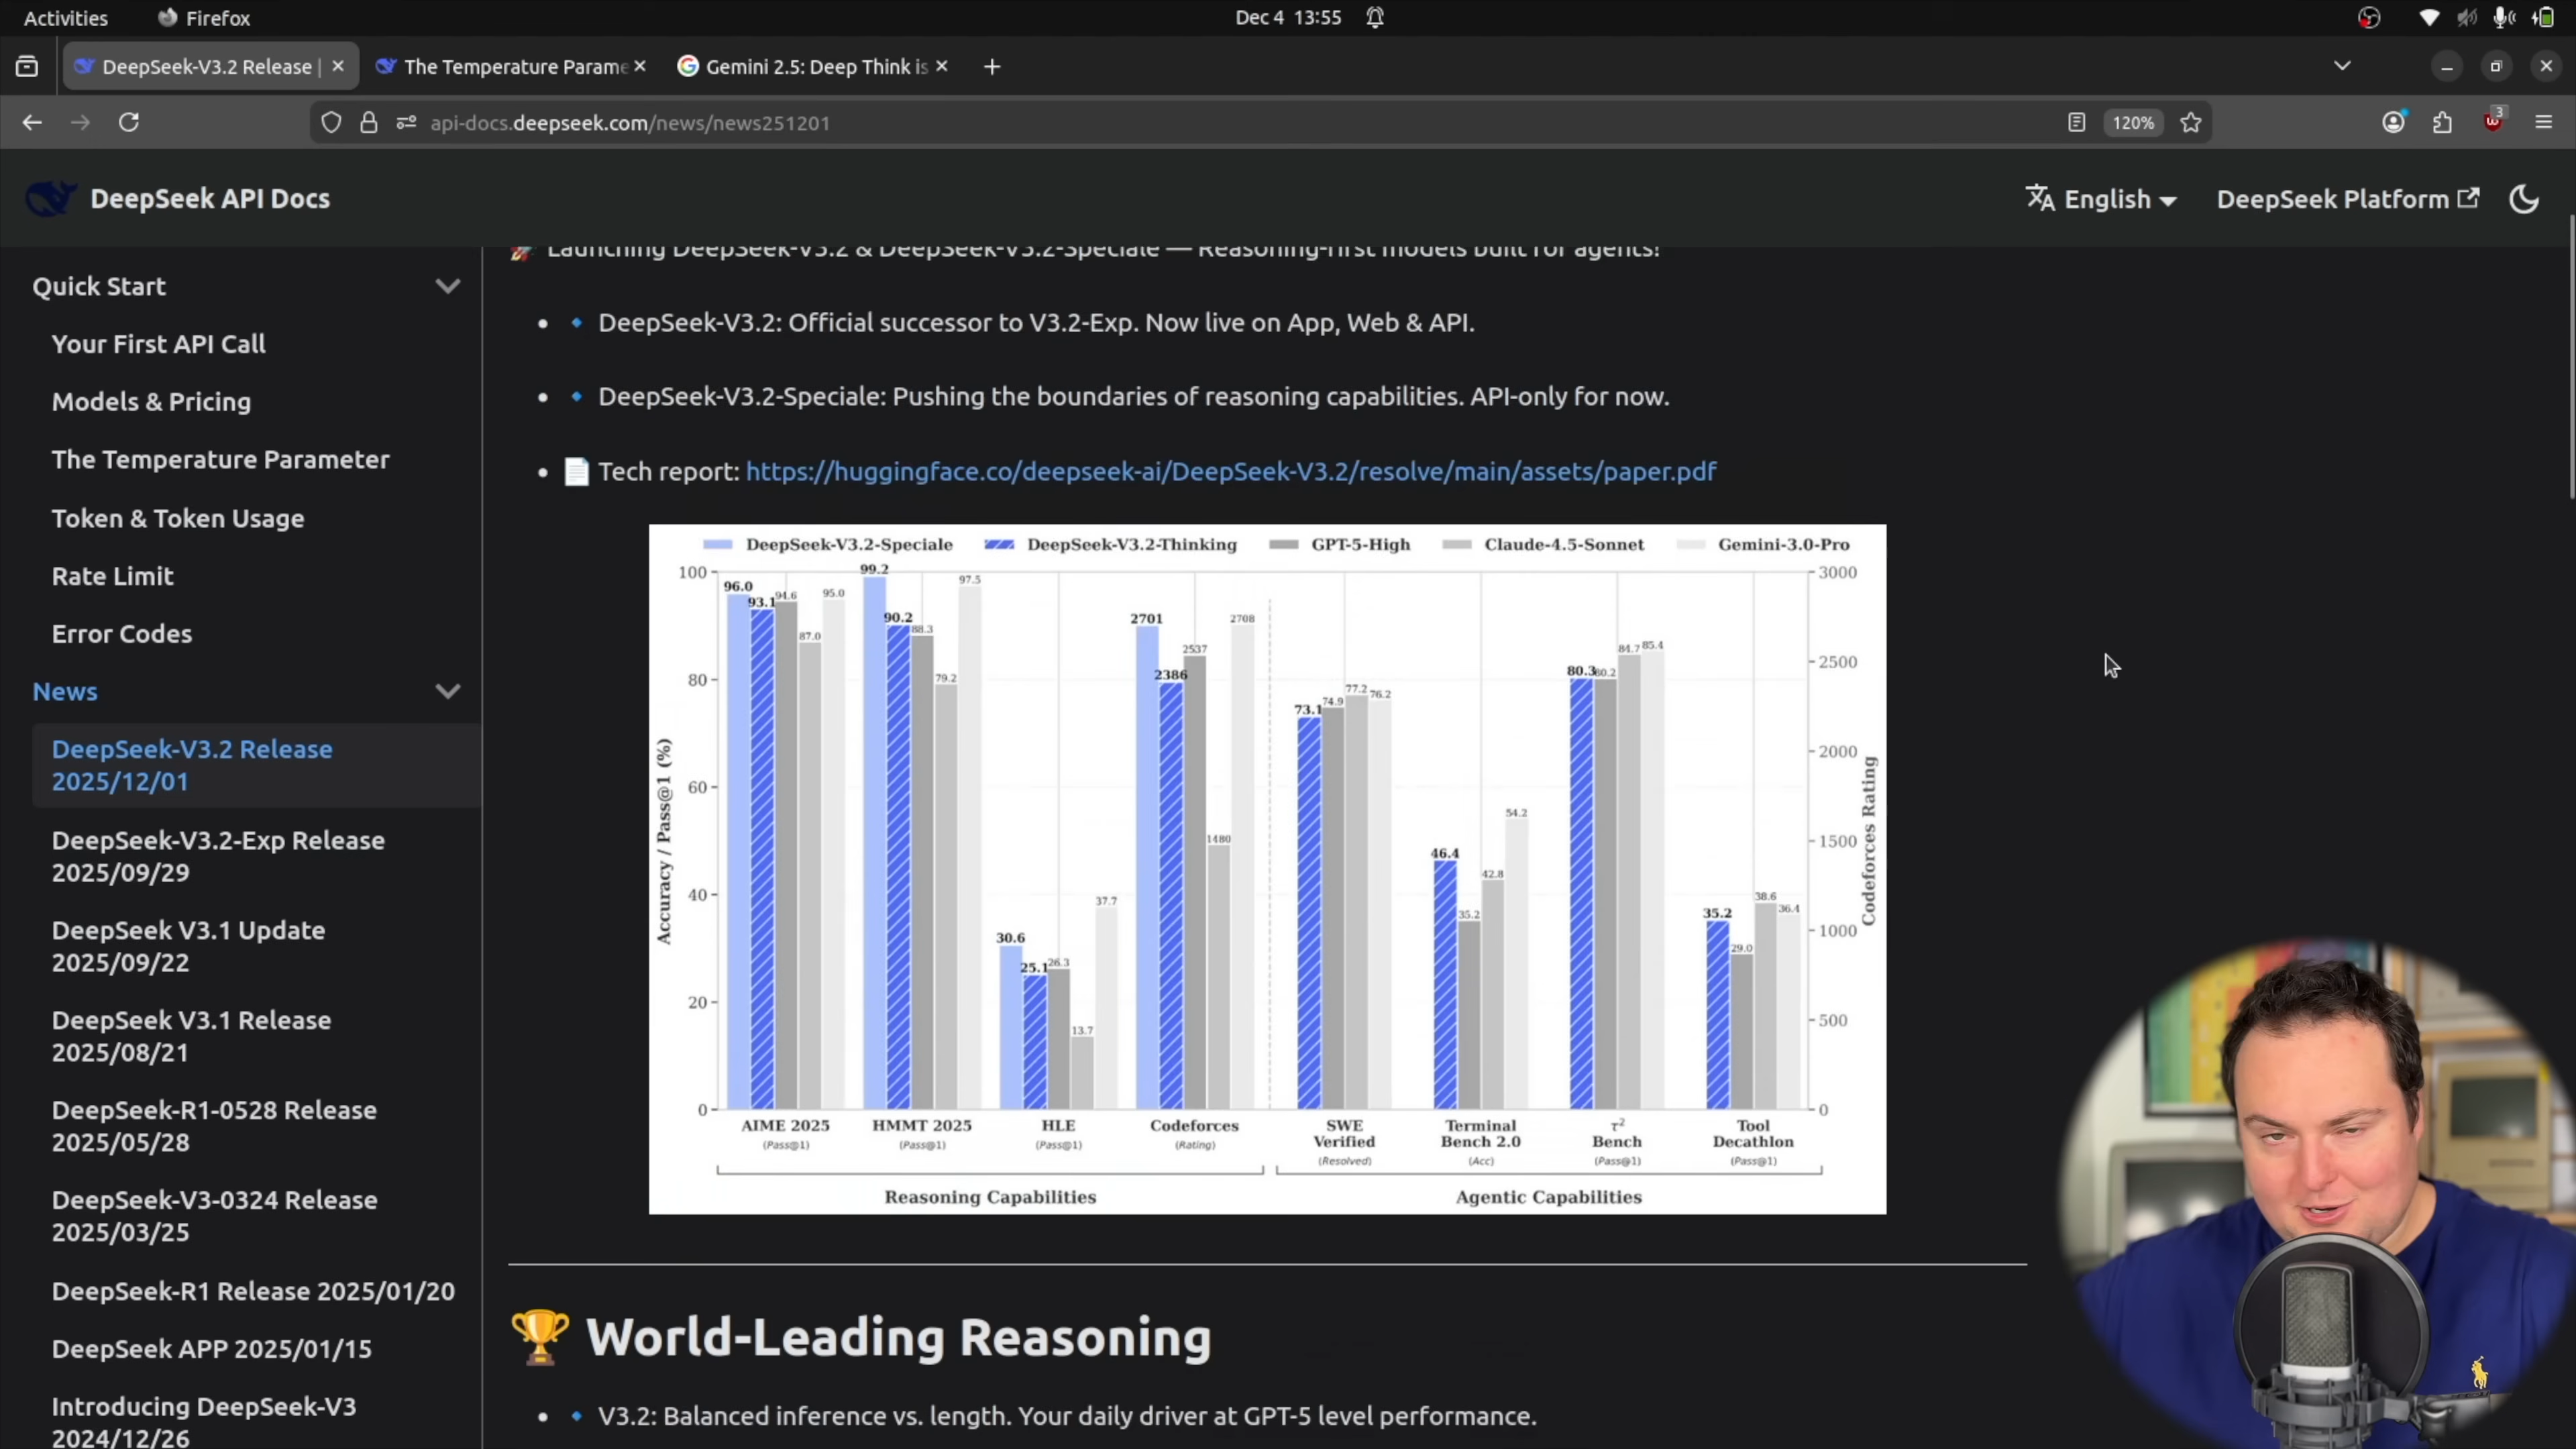 Activities
Firefox
Dec 4 13:55
DeepSeek-V3.2 Release |
The Temperature Parame
Gemini 2.5: Deep Think is
api-docs.deepseek.com/news/news251201
120%
3
DeepSeek API Docs
English
DeepSeek Platform
Quick Start
Your First API Call
Models & Pricing
The Temperature Parameter
Token & Token Usage
Rate Limit
Error Codes
News
DeepSeek-V3.2 Release
2025/12/01
DeepSeek-V3.2-Exp Release
2025/09/29
DeepSeek V3.1 Update
2025/09/22
DeepSeek V3.1 Release
2025/08/21
DeepSeek-R1-0528 Release
2025/05/28
DeepSeek-V3-0324 Release
2025/03/25
DeepSeek-R1 Release 2025/01/20
DeepSeek APP 2025/01/15
Introducing DeepSeek-V3
2024/12/26
🚀 Launching DeepSeek-V3.2 & DeepSeek-V3.2-Speciale — Reasoning-first models built for agents!
• 🔹 DeepSeek-V3.2: Official successor to V3.2-Exp. Now live on App, Web & API.
• 🔹 DeepSeek-V3.2-Speciale: Pushing the boundaries of reasoning capabilities. API-only for now.
• 📄 Tech report: https://huggingface.co/deepseek-ai/DeepSeek-V3.2/resolve/main/assets/paper.pdf
DeepSeek-V3.2-Speciale DeepSeek-V3.2-Thinking GPT-5-High Claude-4.5-Sonnet Gemini-3.0-Pro
Accuracy / Pass@1 (%)
100
80
60
40
20
0
96.0 93.1 94.6 87.0 95.0
99.2 90.2 88.3 79.2 97.5
30.6 25.1 26.3 13.7 37.7
2701 2386 2537 1480 2708
73.1 74.9 77.2 76.2
46.4 35.2 42.8 54.2
80.3 80.2 84.7 85.4
35.2 29.0 38.6 36.4
3000
2500
2000
1500
1000
500
0
Codeforces Rating
AIME 2025
(Pass@1)
HMMT 2025
(Pass@1)
HLE
(Pass@1)
Codeforces
(Rating)
SWE
Verified
(Resolved)
Terminal
Bench 2.0
(Acc)
τ²
Bench
(Pass@1)
Tool
Decathlon
(Pass@1)
Reasoning Capabilities
Agentic Capabilities
🏆 World-Leading Reasoning
• 🔹 V3.2: Balanced inference vs. length. Your daily driver at GPT-5 level performance.